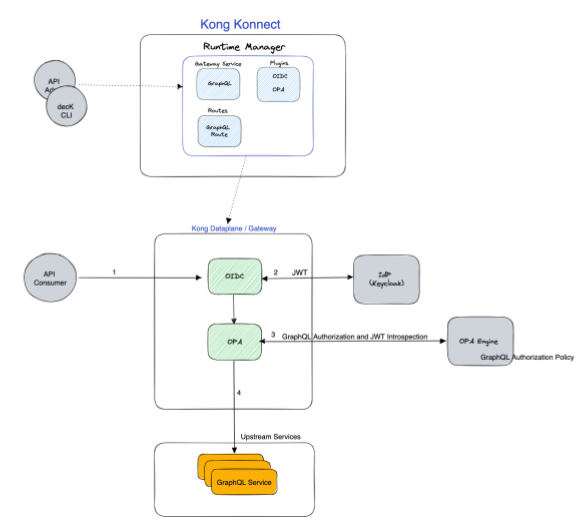 Kong Konnect
Runtime Manager
Gateway Service
Plugins
GraphQL
OIDC
OPA
API
decK
CLI
Routes
GraphQL
Route
Kong Dataplane / Gateway
API
Consumer
1
OIDC
2
JWT
IdP
(Keycloak)
OPA
3
GraphQL Authorization and JWT Introspection
OPA Engine
GraphQL Authorization Policy
4
Upstream Services
GraphQL Service